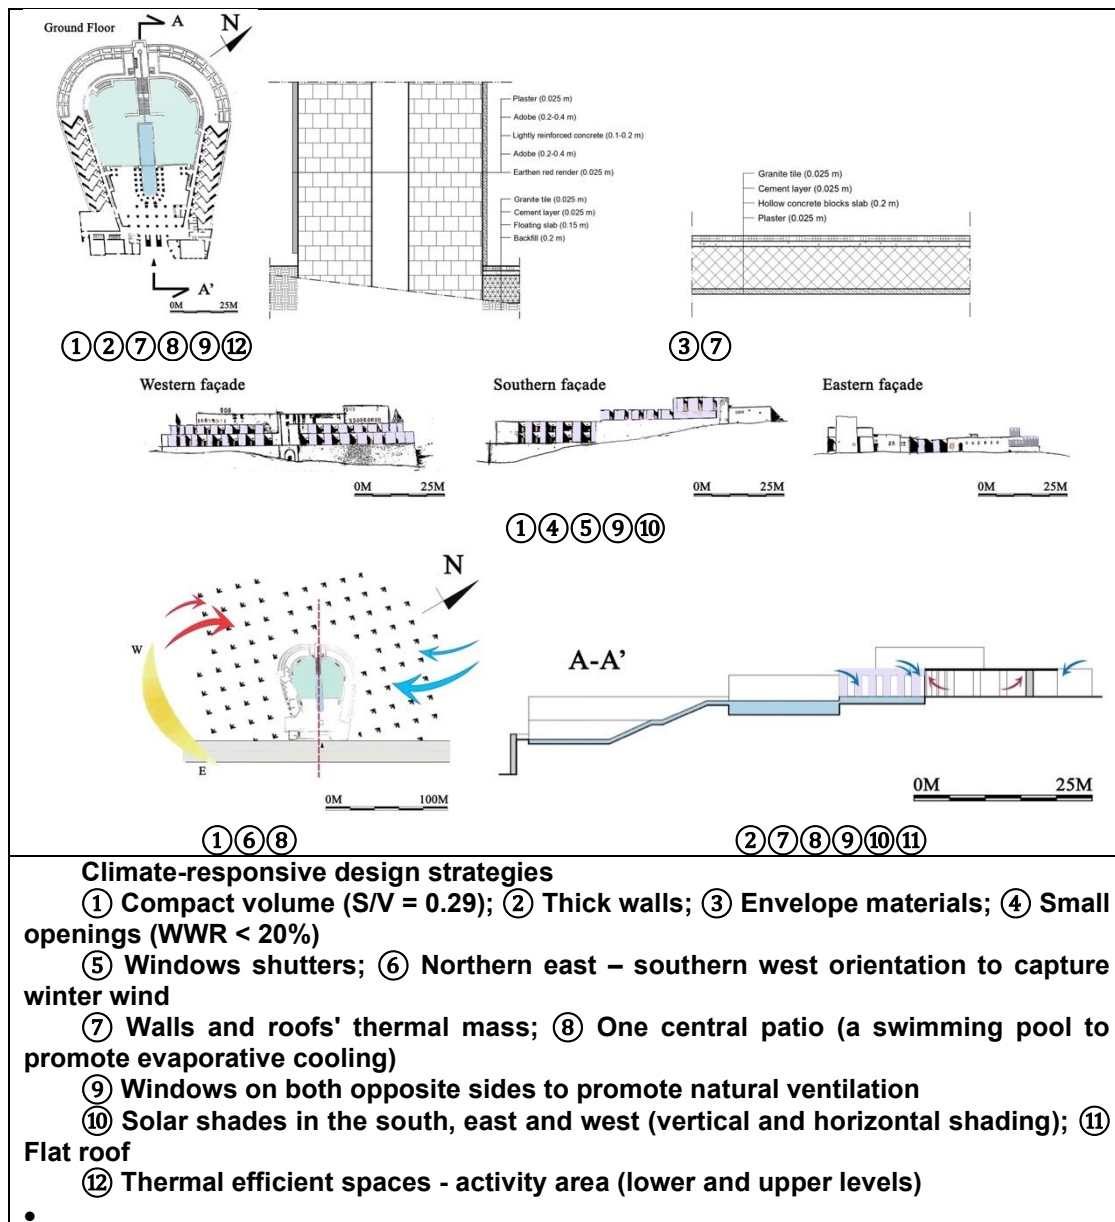 Ground Floor
A
N
Plaster (0.025 m)
Adobe (0.2-0.4 m)
Lightly reinforced concrete (0.1-0.2 m)
Adobe (0.2-0.4 m)
Earthen red render (0.025 m)
Granite tile (0.025 m)
Cement layer (0.025 m)
Floating slab (0.15 m)
Backfill (0.2 m)
Granite tile (0.025 m)
Cement layer (0.025 m)
Hollow concrete blocks slab (0.2 m)
Plaster (0.025 m)
A'
0M 25M
①②⑦⑧⑨⑫
③⑦
Western façade
Southern façade
Eastern façade
0M 25M
0M 25M
0M 25M
①④⑤⑨⑩
N
W
E
0M 100M
A-A'
0M 25M
①⑥⑧
②⑦⑧⑨⑩⑪
Climate-responsive design strategies
① Compact volume (S/V = 0.29); ② Thick walls; ③ Envelope materials; ④ Small
openings (WWR < 20%)
⑤ Windows shutters; ⑥ Northern east – southern west orientation to capture
winter wind
⑦ Walls and roofs' thermal mass; ⑧ One central patio (a swimming pool to
promote evaporative cooling)
⑨ Windows on both opposite sides to promote natural ventilation
⑩ Solar shades in the south, east and west (vertical and horizontal shading); ⑪
Flat roof
⑫ Thermal efficient spaces - activity area (lower and upper levels)
•